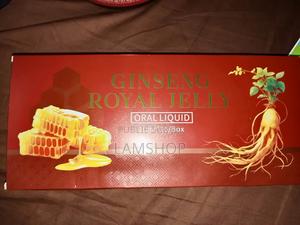 GINSENG
ROYAL JELLY
ORAL LIQUID
LAMSHOP